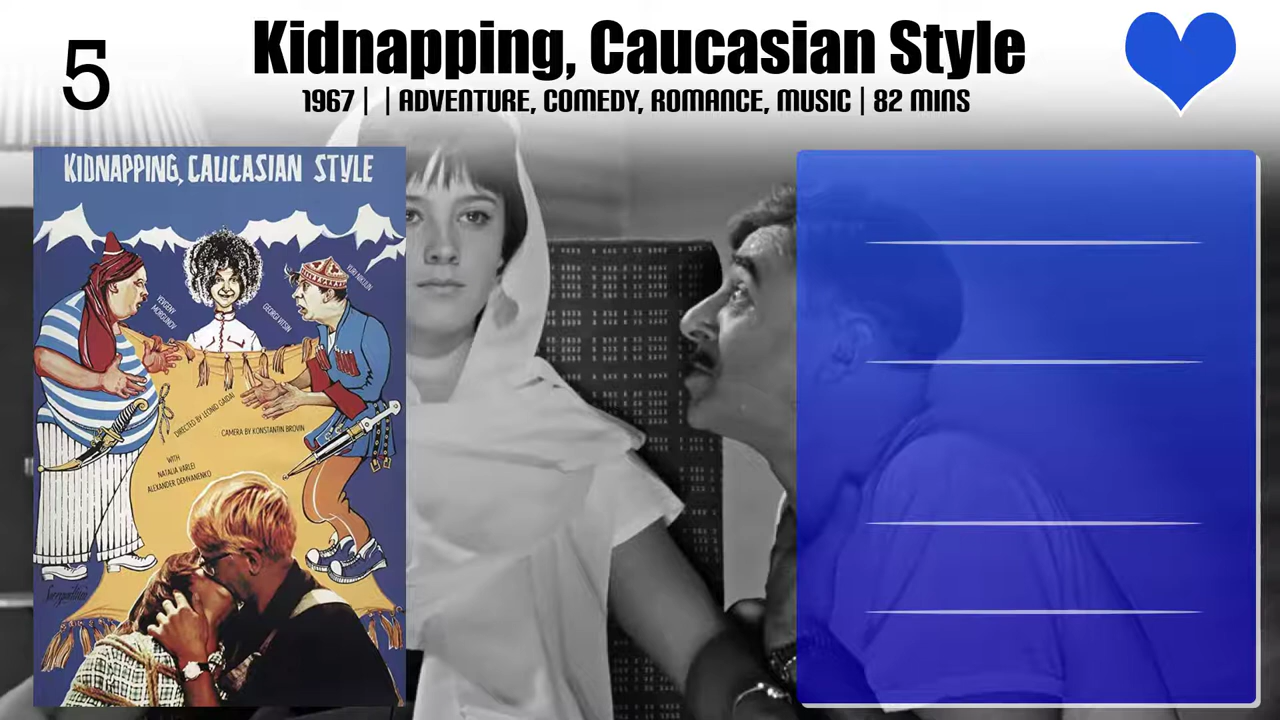 5
Kidnapping, Caucasian Style
1967 | | ADVENTURE, COMEDY, ROMANCE, MUSIC | 82 MINS
KIDNAPPING, CAUCASIAN STYLE
YEVGENY
MORGUNOV
GEORGI VITSIN
YURI NIKULIN
DIRECTED BY LEONID GAIDAI
CAMERA BY KONSTANTIN BROVIN
WITH
NATALIA VARLEI
ALEXANDER DEMYANENKO